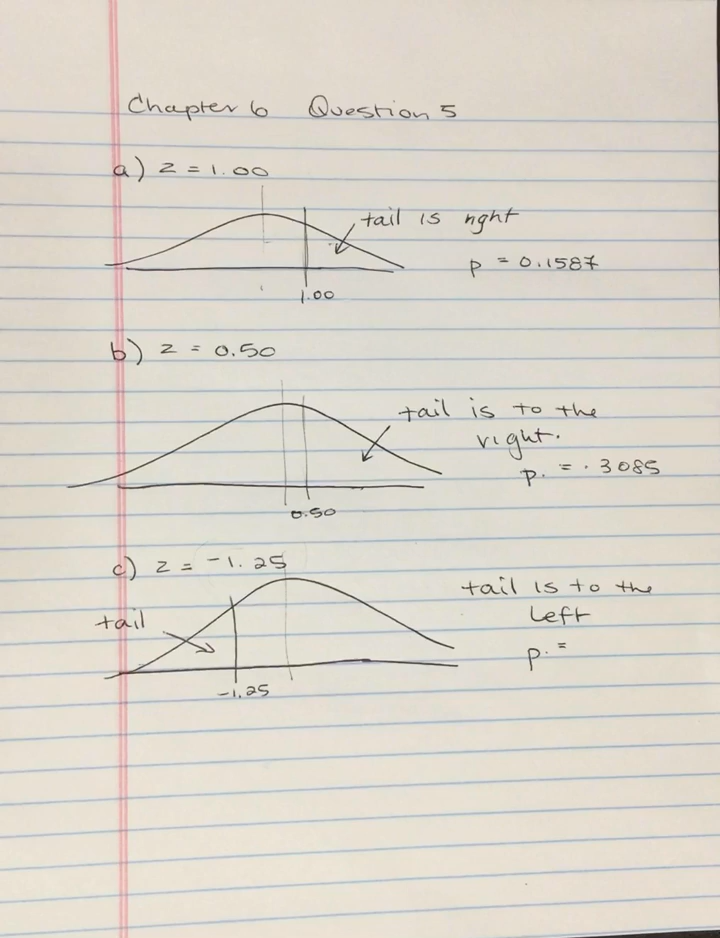 Chapter 6 Question 5
a) z = 1.00
tail is right
p = 0.1587
1.00
b) z = 0.50
tail is to the
right.
p. = .3085
0.50
c) z = -1.25
tail is to the
left
tail
p. =
-1.25